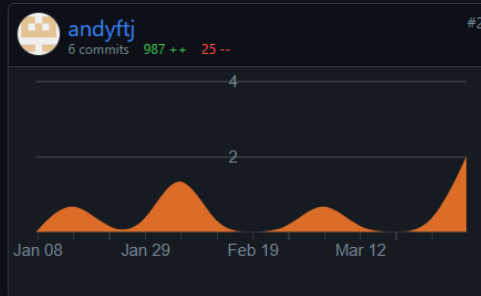 andyftj
6 commits 987 ++ 25 --
4
2
Jan 08 Jan 29 Feb 19 Mar 12